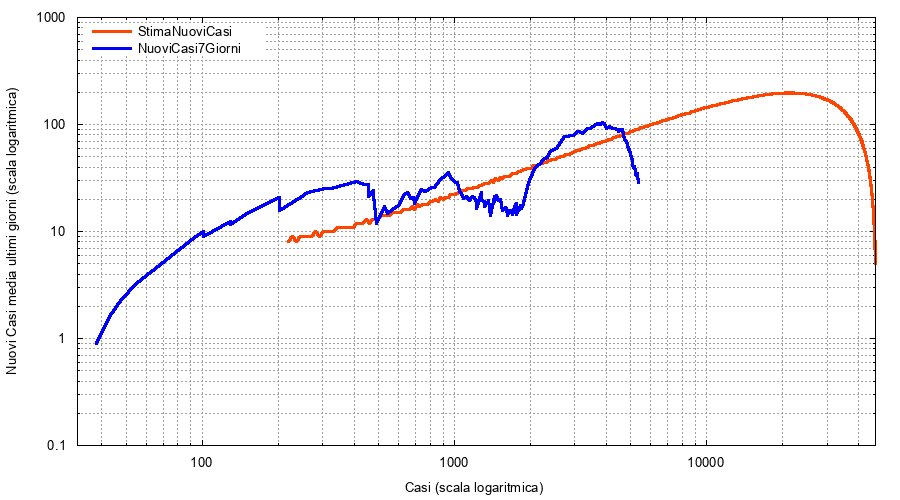 1000
StimaNuoviCasi
NuoviCasi7Giorni
100
10
1
0.1
Nuovi Casi media ultimi giorni (scala logaritmica)
100
1000
10000
Casi (scala logaritmica)